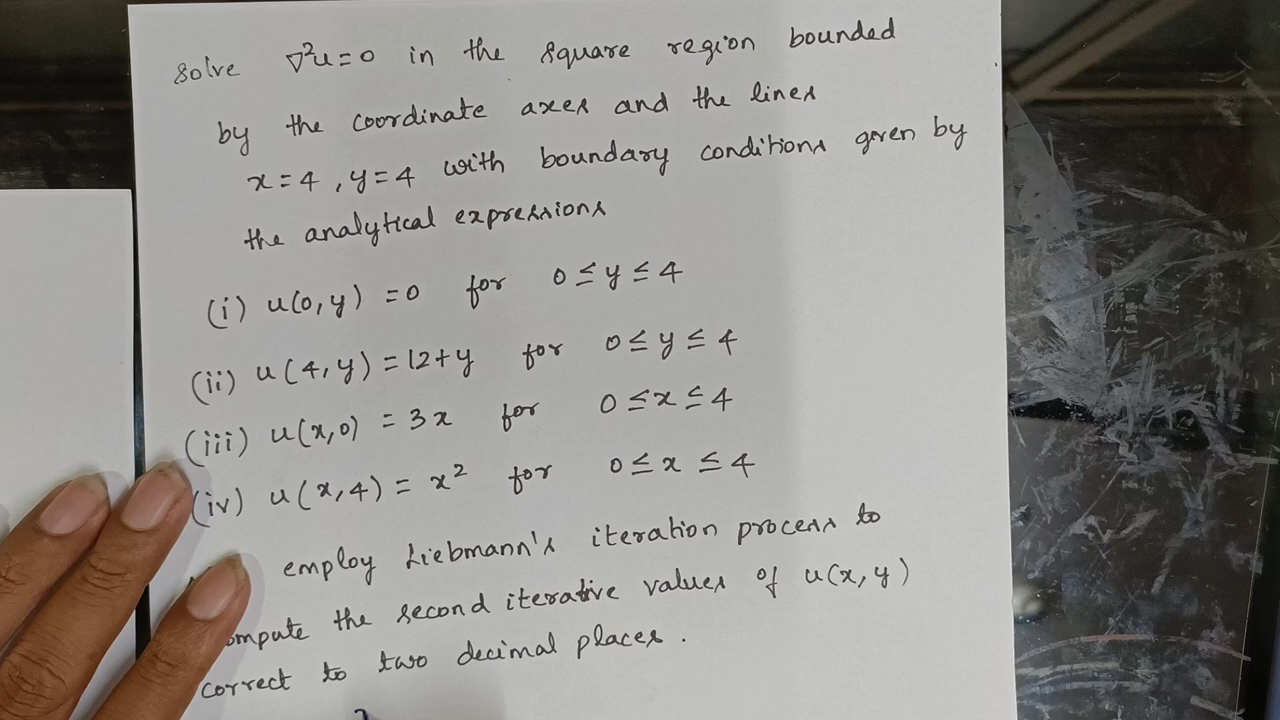 Solve ∇²u=0 in the square region bounded
by the coordinate axes and the lines
x=4, y=4 with boundary conditions given by
the analytical expressions
(i) u(0,y) =0 for 0≤y≤4
(ii) u(4,y)=12+y for 0≤y≤4
(iii) u(x,0) = 3x for 0≤x≤4
(iv) u(x,4) = x² for 0≤x≤4
employ Liebmann's iteration process to
the second iterative values of u(x,y)
correct to two decimal places.